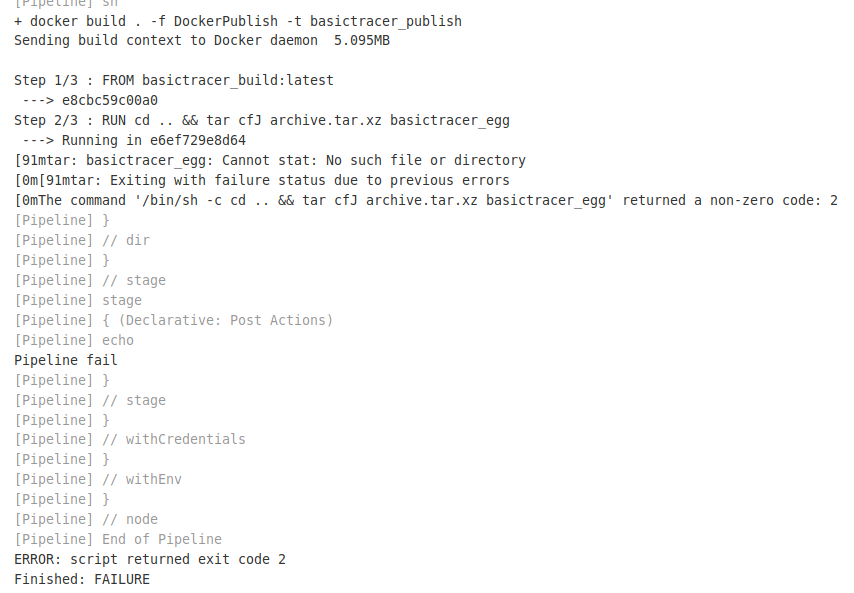 [Pipeline] sh
+ docker build . -f DockerPublish -t basictracer_publish
Sending build context to Docker daemon  5.095MB
Step 1/3 : FROM basictracer_build:latest
 ---> e8cbc59c00a0
Step 2/3 : RUN cd .. && tar cfJ archive.tar.xz basictracer_egg
 ---> Running in e6ef729e8d64
[91mtar: basictracer_egg: Cannot stat: No such file or directory
[0m[91mtar: Exiting with failure status due to previous errors
[0mThe command '/bin/sh -c cd .. && tar cfJ archive.tar.xz basictracer_egg' returned a non-zero code: 2
[Pipeline] }
[Pipeline] // dir
[Pipeline] }
[Pipeline] // stage
[Pipeline] stage
[Pipeline] { (Declarative: Post Actions)
[Pipeline] echo
Pipeline fail
[Pipeline] }
[Pipeline] // stage
[Pipeline] }
[Pipeline] // withCredentials
[Pipeline] }
[Pipeline] // withEnv
[Pipeline] }
[Pipeline] // node
[Pipeline] End of Pipeline
ERROR: script returned exit code 2
Finished: FAILURE